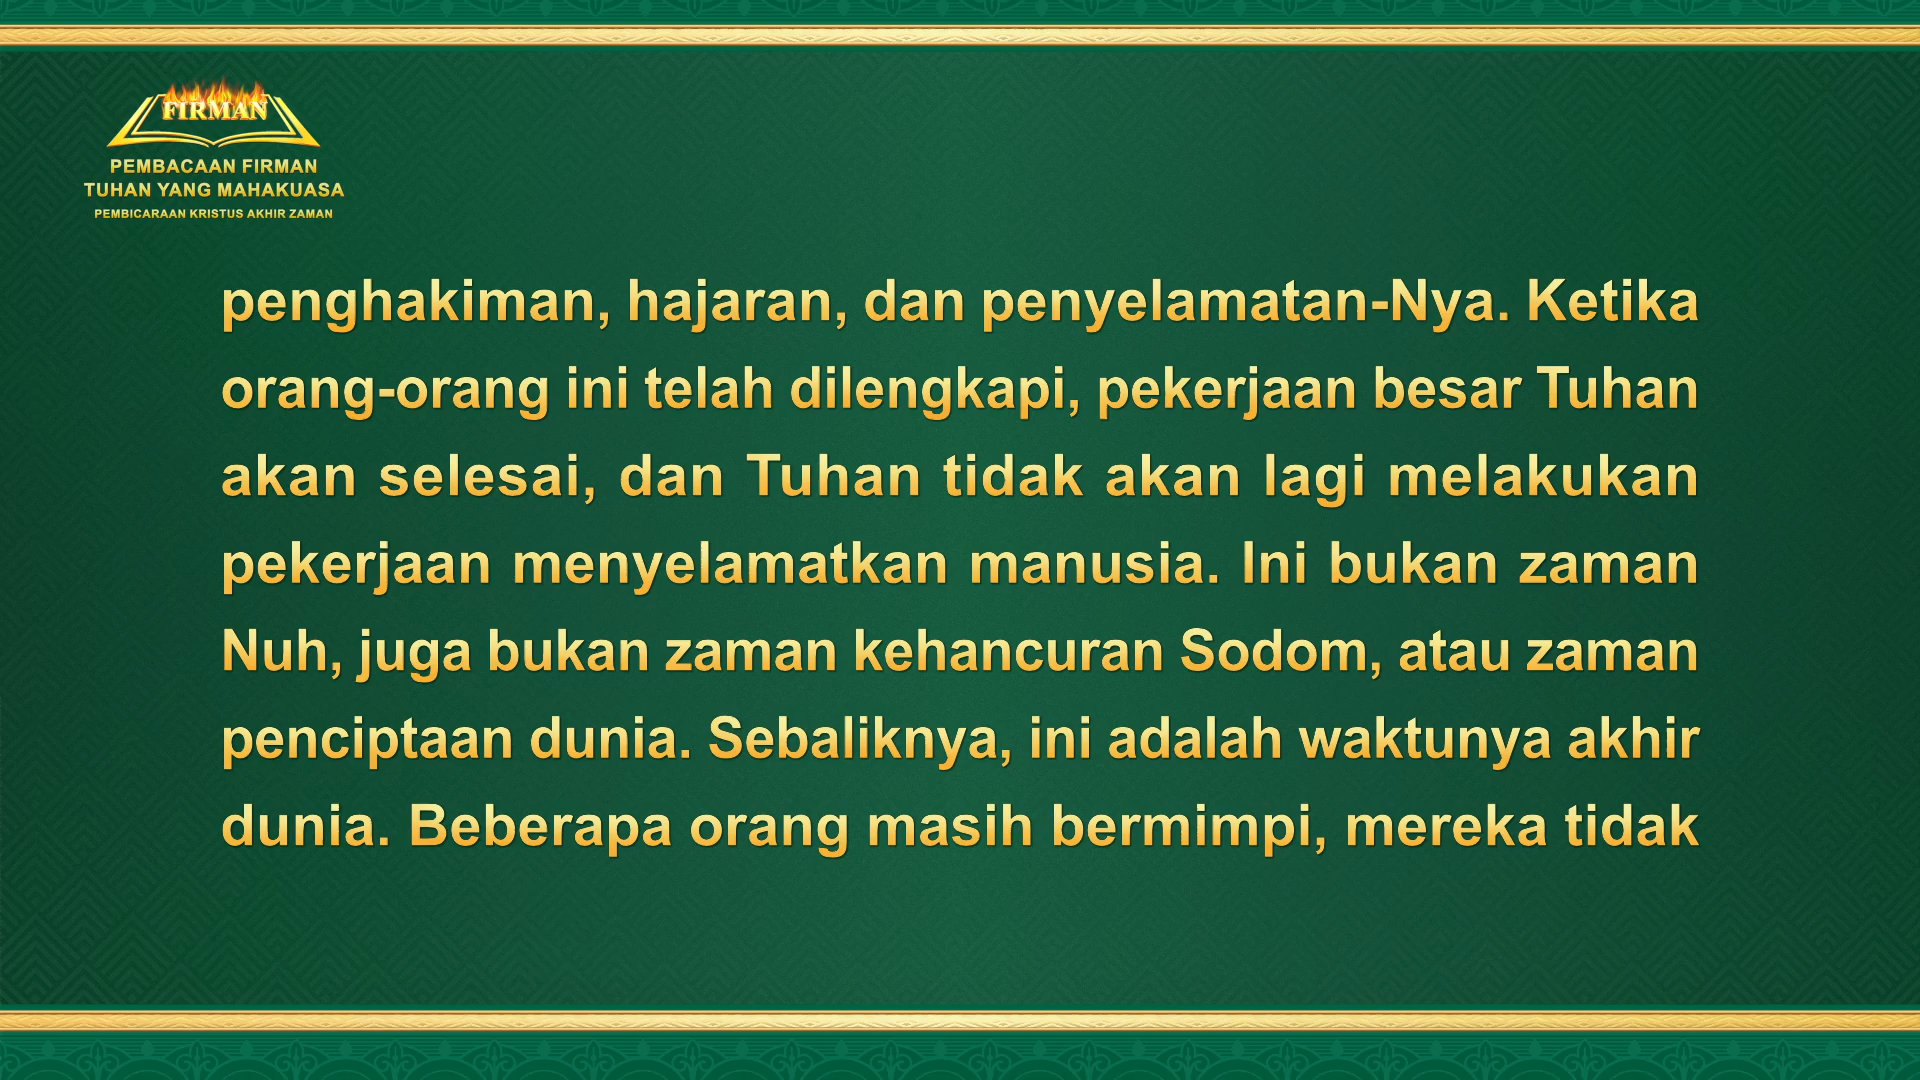 FIRMAN
PEMBACAAN FIRMAN
TUHAN YANG MAHAKUASA
PEMBICARAAN KRISTUS AKHIR ZAMAN
penghakiman, hajaran, dan penyelamatan-Nya. Ketika
orang-orang ini telah dilengkapi, pekerjaan besar Tuhan
akan selesai, dan Tuhan tidak akan lagi melakukan
pekerjaan menyelamatkan manusia. Ini bukan zaman
Nuh, juga bukan zaman kehancuran Sodom, atau zaman
penciptaan dunia. Sebaliknya, ini adalah waktunya akhir
dunia. Beberapa orang masih bermimpi, mereka tidak